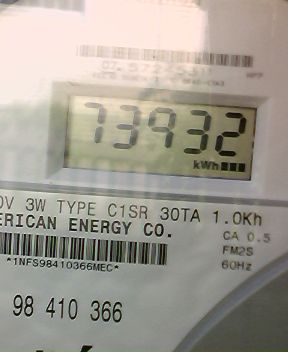 73932
kWh
0V 3W TYPE C1SR 30TA 1.0Kh
ERICAN ENERGY CO.
CA 0.5
FM2S
60Hz
*1NFS98410366MEC*
98 410 366